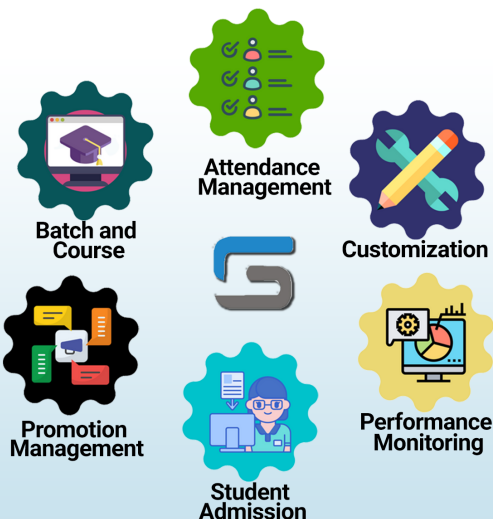 Attendance
Management
Batch and
Course
Customization
Promotion
Management
Performance
Monitoring
Student
Admission